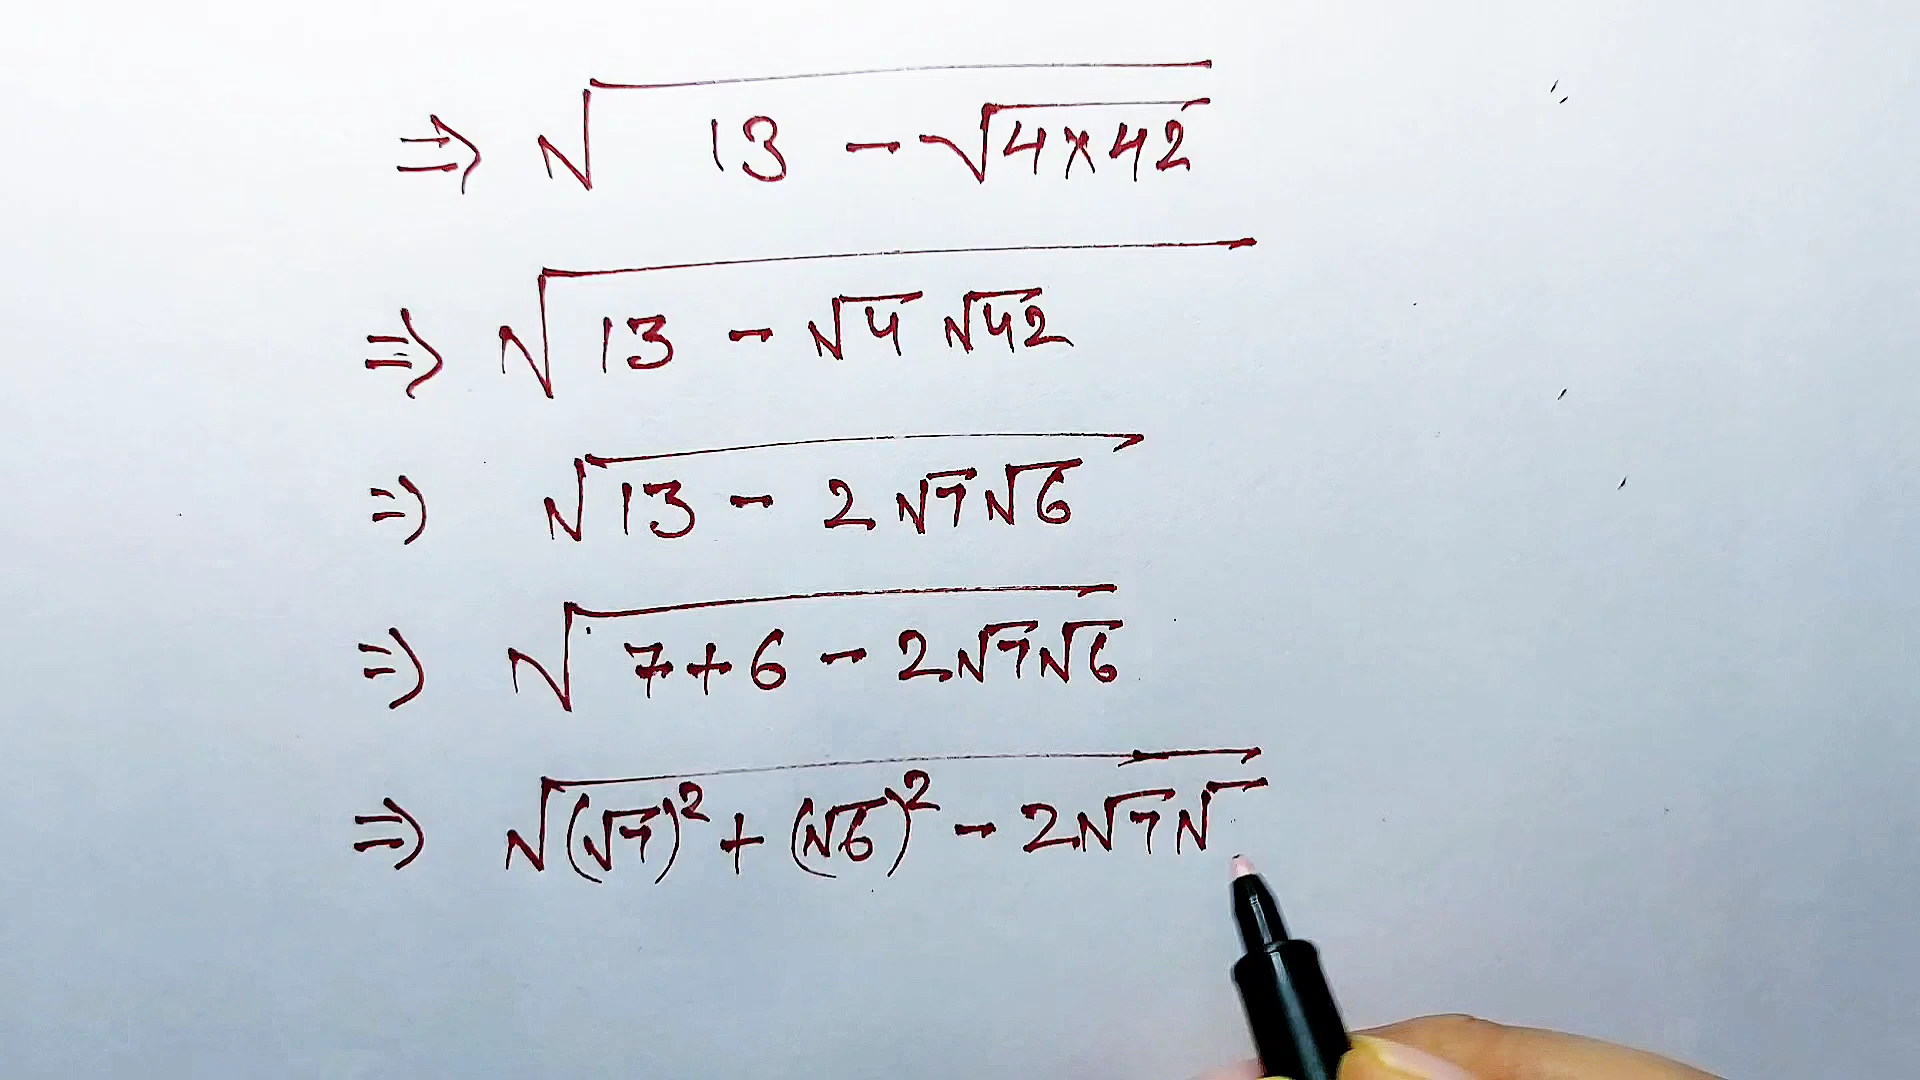 ⇒ √(13 - √(4×42))
⇒ √(13 - √4 √42)
⇒ √(13 - 2√7√6)
⇒ √(7+6 - 2√7√6)
⇒ √((√7)² + (√6)² - 2√7√